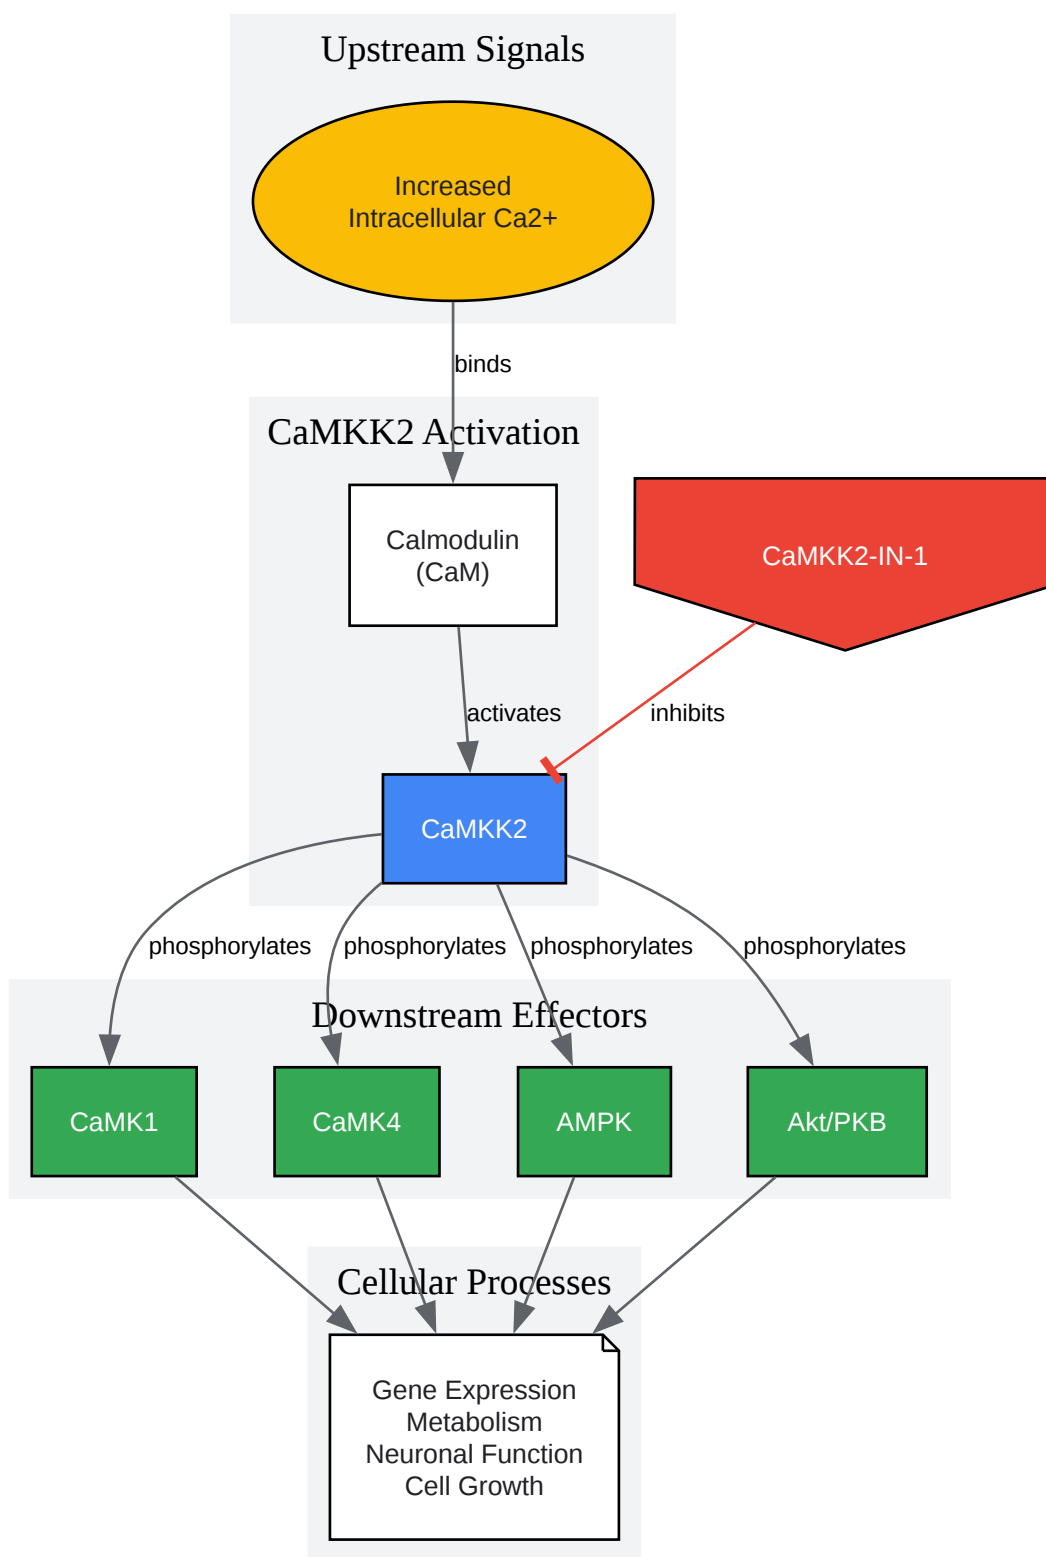 Upstream Signals
Increased
Intracellular Ca2+
binds
CaMKK2 Activation
Calmodulin
(CaM)
CaMKK2-IN-1
activates
inhibits
CaMKK2
phosphorylates
phosphorylates
phosphorylates
phosphorylates
Downstream Effectors
CaMK1
CaMK4
AMPK
Akt/PKB
Cellular Processes
Gene Expression
Metabolism
Neuronal Function
Cell Growth